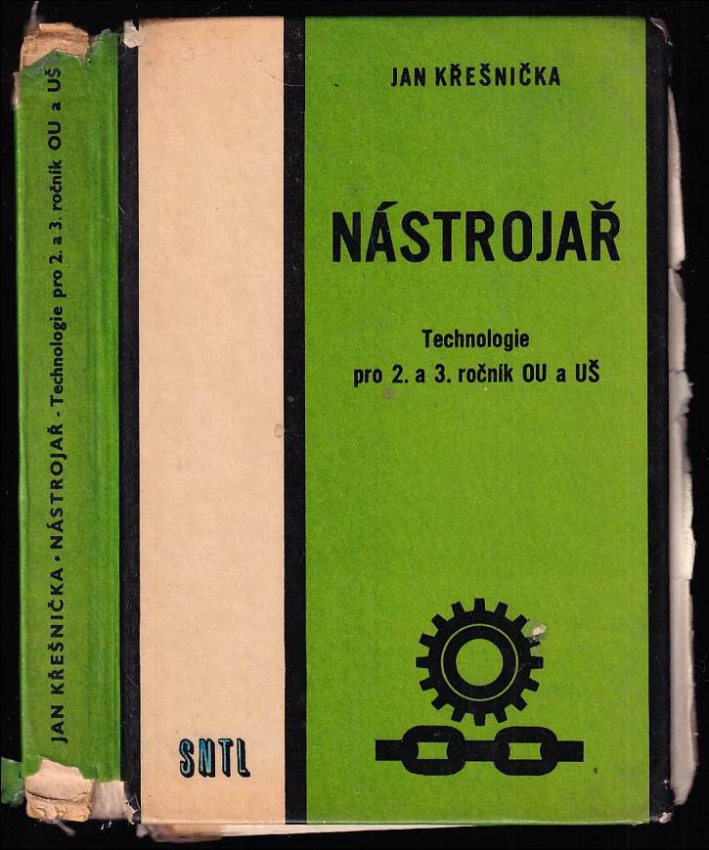 JAN KŘEŠNIČKA • NÁSTROJAŘ - Technologie pro 2. a 3. ročník OU a UŠ
JAN KŘEŠNIČKA
NÁSTROJAŘ
Technologie
pro 2. a 3. ročník OU a UŠ
SNTL